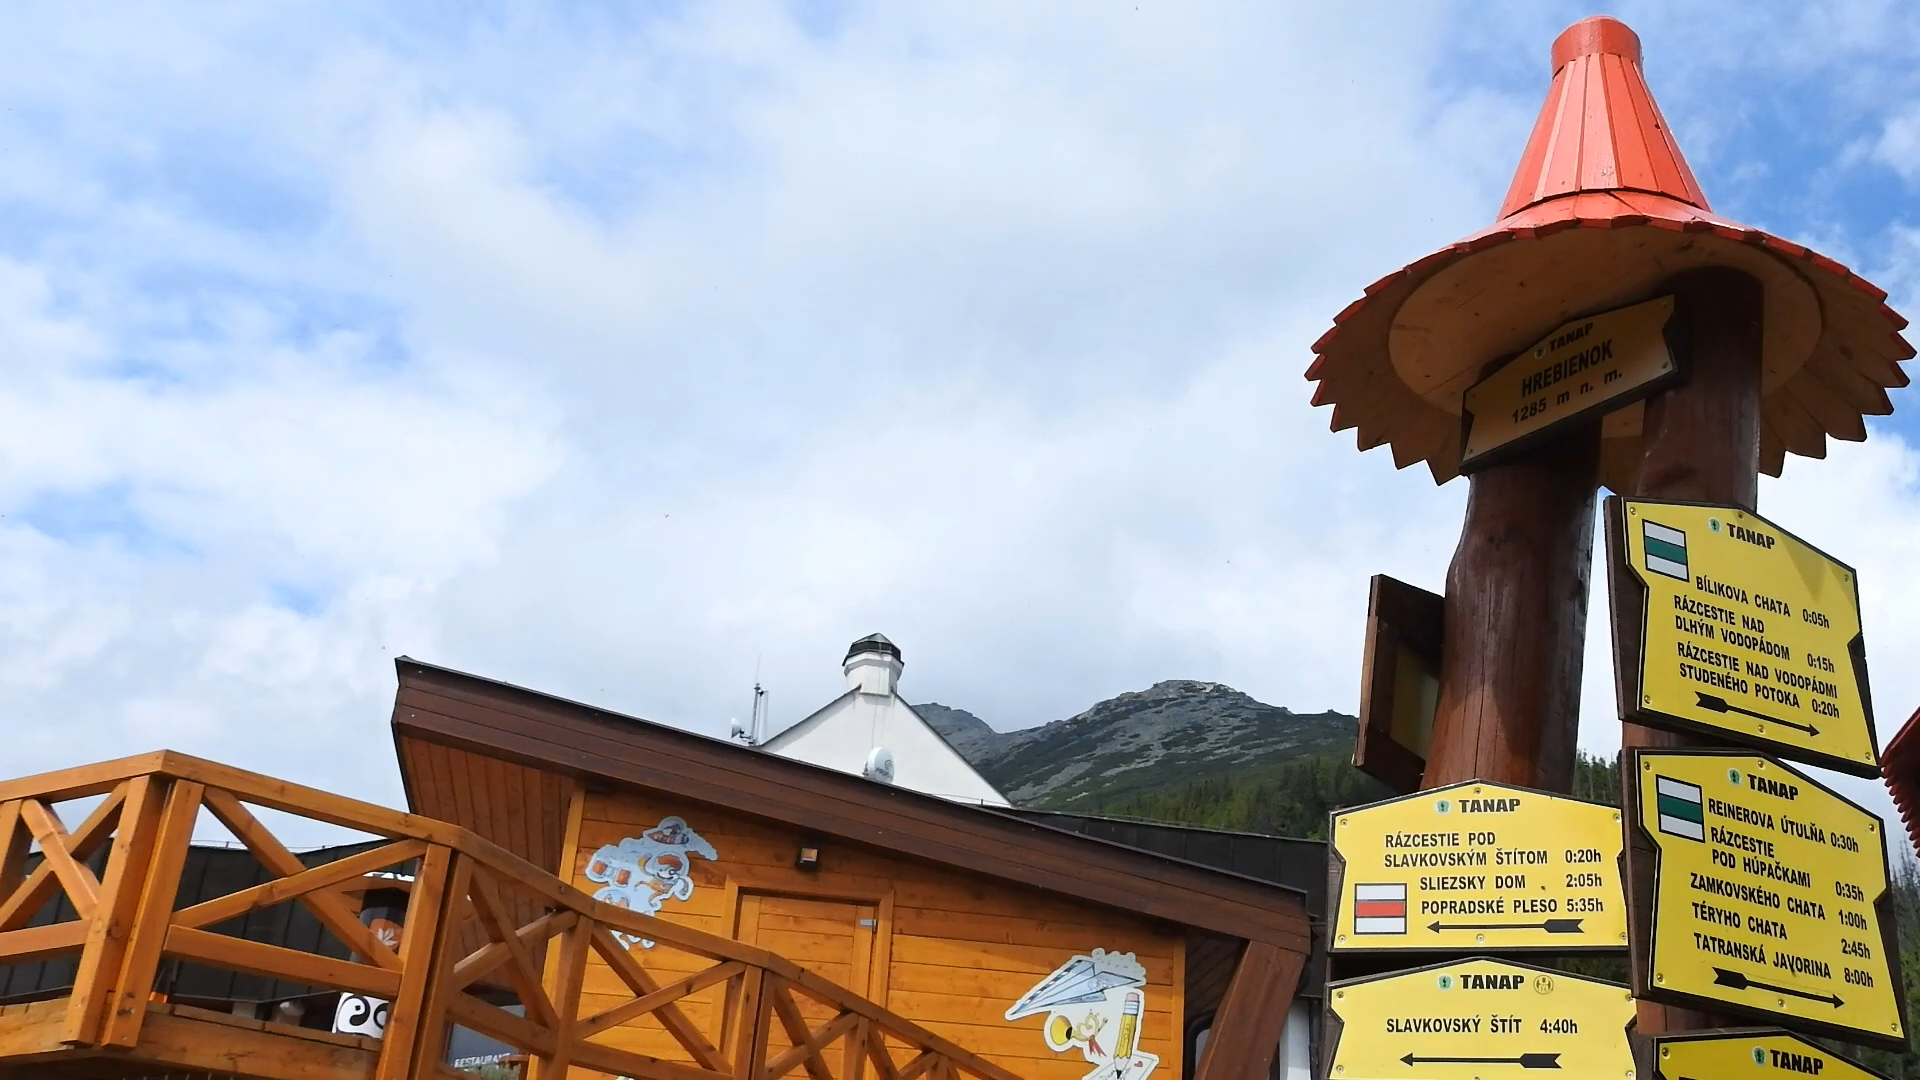 TANAP
HREBIENOK
1285 m n. m.
TANAP
BÍLIKOVA CHATA 0:05h
RÁZCESTIE NAD
DLHÝM VODOPÁDOM 0:15h
RÁZCESTIE NAD VODOPÁDMI
STUDENÉHO POTOKA 0:20h
TANAP
REINEROVA ÚTULŇA 0:30h
RÁZCESTIE
POD HÚPAČKAMI 0:35h
ZAMKOVSKÉHO CHATA 1:00h
TÉRYHO CHATA 2:45h
TATRANSKÁ JAVORINA 8:00h
TANAP
RÁZCESTIE POD
SLAVKOVSKÝM ŠTÍTOM 0:20h
SLIEZSKY DOM 2:05h
POPRADSKÉ PLESO 5:35h
TANAP
SLAVKOVSKÝ ŠTÍT 4:40h
TANAP